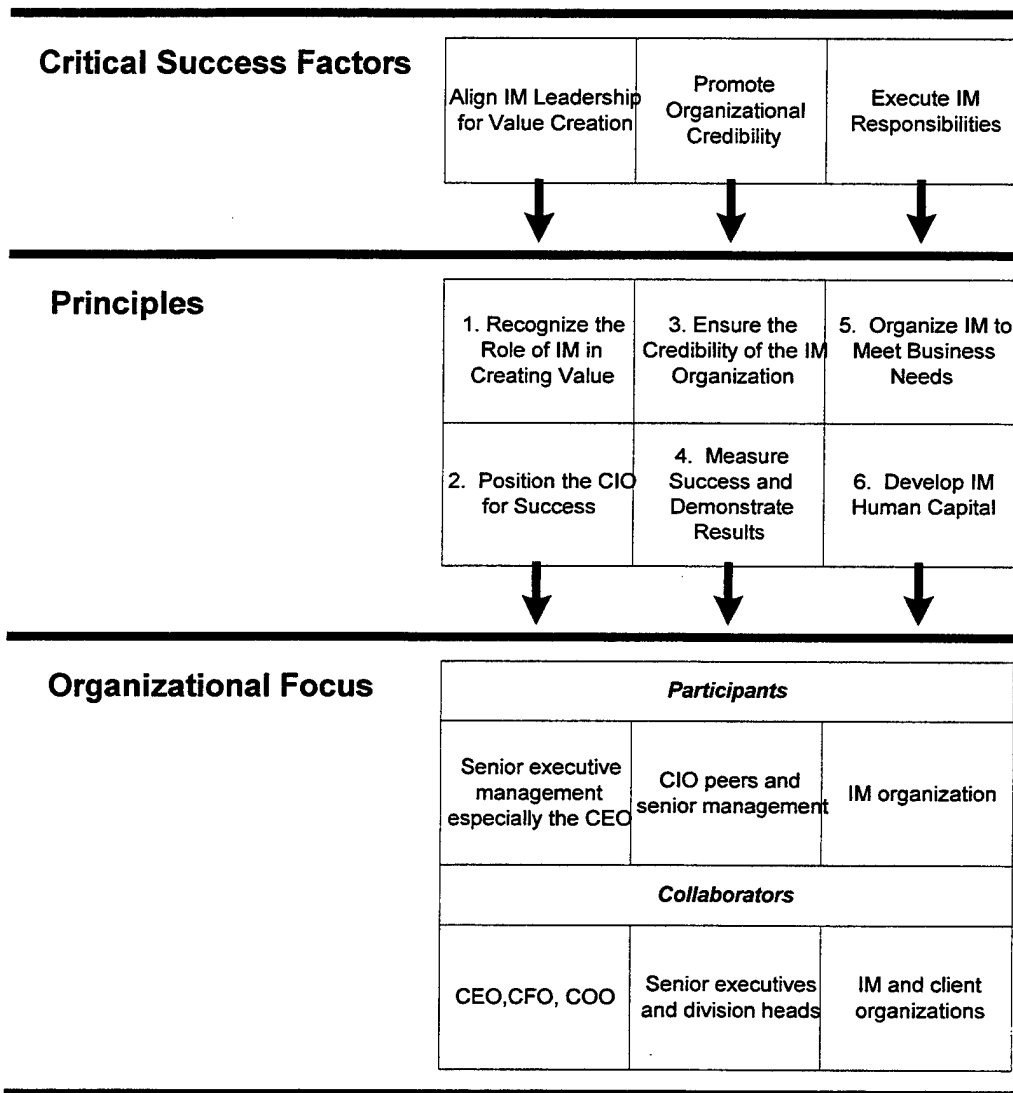 Critical Success Factors
Align IM Leadership
for Value Creation
Promote
Organizational
Credibility
Execute IM
Responsibilities
Principles
1. Recognize the
Role of IM in
Creating Value
3. Ensure the
Credibility of the IM
Organization
5. Organize IM to
Meet Business
Needs
2. Position the CIO
for Success
4. Measure
Success and
Demonstrate
Results
6. Develop IM
Human Capital
Organizational Focus
Participants
Senior executive
management
especially the CEO
CIO peers and
senior management
IM organization
Collaborators
CEO,CFO, COO
Senior executives
and division heads
IM and client
organizations